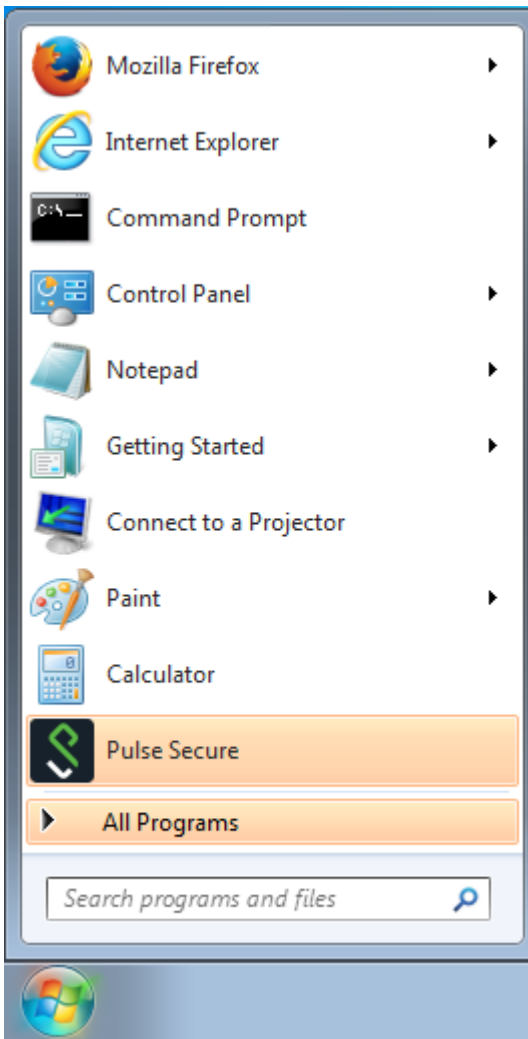 Mozilla Firefox
Internet Explorer
C:\_
Command Prompt
Control Panel
Notepad
Getting Started
Connect to a Projector
Paint
0
Calculator
Pulse Secure
All Programs
Search programs and files